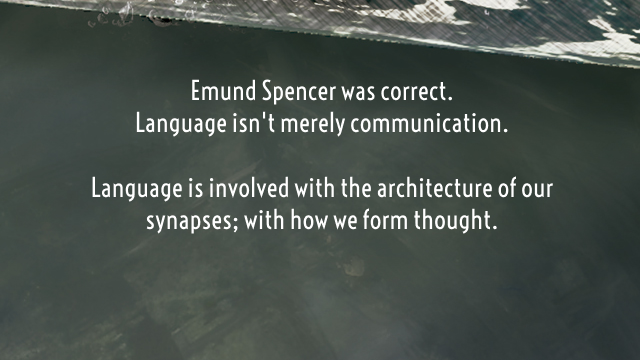 Emund Spencer was correct.
Language isn't merely communication.
Language is involved with the architecture of our
synapses; with how we form thought.